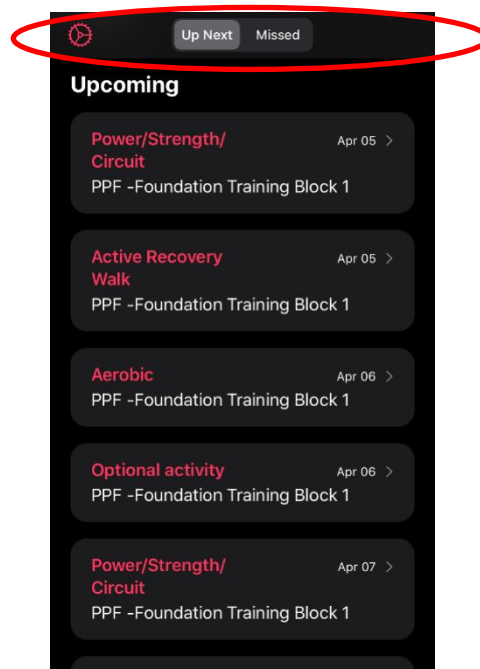 Up Next Missed
Upcoming
Power/Strength/ Apr 05
Circuit
PPF -Foundation Training Block 1
Active Recovery Apr 05
Walk
PPF -Foundation Training Block 1
Aerobic Apr 06
PPF -Foundation Training Block 1
Optional activity Apr 06
PPF -Foundation Training Block 1
Power/Strength/ Apr 07
Circuit
PPF -Foundation Training Block 1